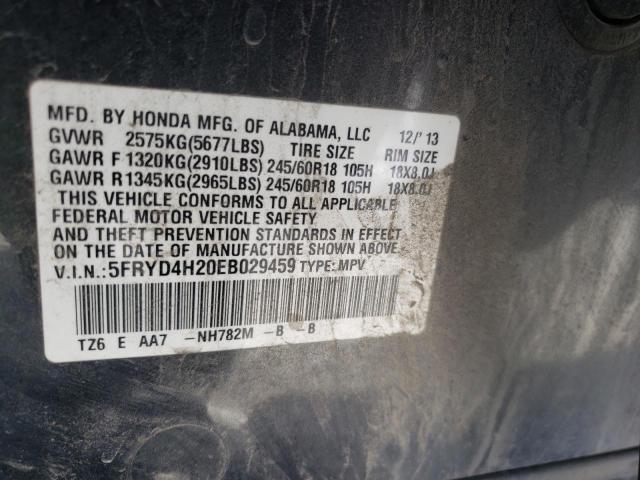 MFD. BY HONDA MFG. OF ALABAMA, LLC 12/'13
GVWR 2575KG(5677LBS) TIRE SIZE RIM SIZE
GAWR F 1320KG(2910LBS) 245/60R18 105H 18X8.0J
GAWR R 1345KG(2965LBS) 245/60R18 105H 18X8.0J
THIS VEHICLE CONFORMS TO ALL APPLICABLE
FEDERAL MOTOR VEHICLE SAFETY
AND THEFT PREVENTION STANDARDS IN EFFECT
ON THE DATE OF MANUFACTURE SHOWN ABOVE.
V.I.N.:5FRYD4H20EB029459 TYPE: MPV
TZ6 E AA7 -NH782M -B -B